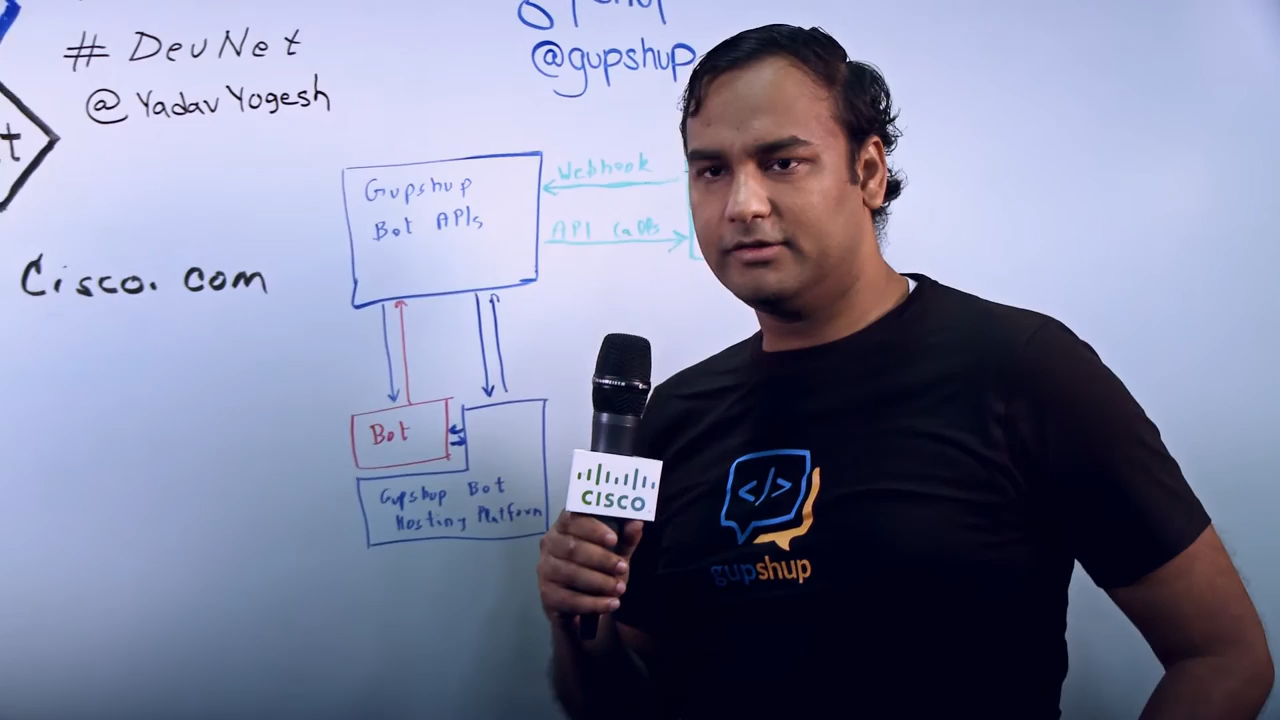 # DevNet
@YadavYogesh
@gupshup
t
Cisco.com
Gupshup
Bot APIs
Webhook
API Calls
Bot
Gupshup Bot
Hosting Platform
CISCO
</>
gupshup